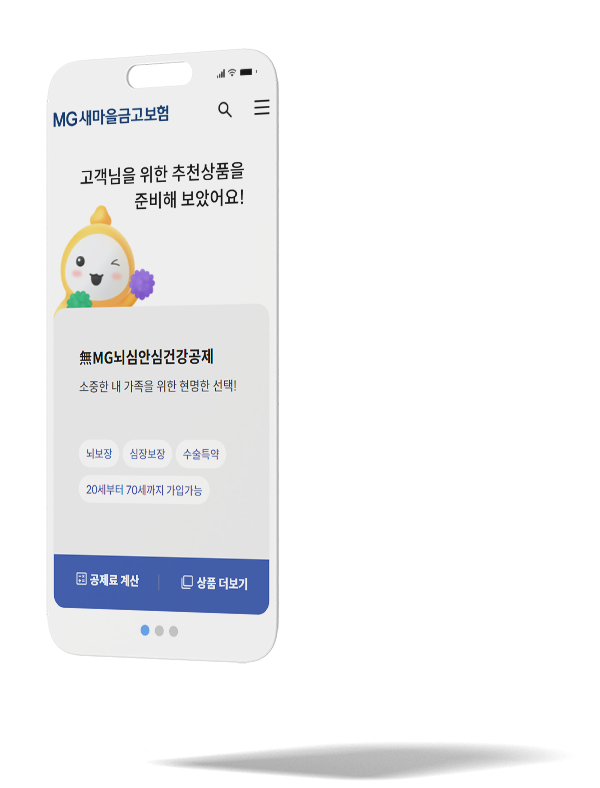 MG새마을금고보험
고객님을 위한 추천상품을
준비해 보았어요!
無MG뇌심안심건강공제
소중한 내 가족을 위한 현명한 선택!
뇌보장 심장보장 수술특약
20세부터 70세까지 가입가능
공제료 계산 상품 더보기